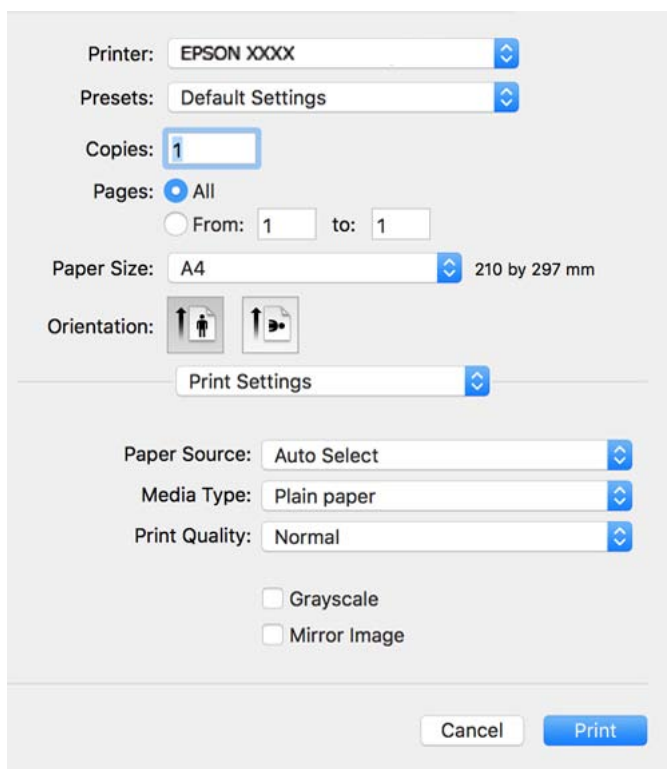 Printer: EPSON XXXX
Presets: Default Settings
Copies: 1
Pages: All
From: 1 to: 1
Paper Size: A4 210 by 297 mm
Orientation:
Print Settings
Paper Source: Auto Select
Media Type: Plain paper
Print Quality: Normal
Grayscale
Mirror Image
Cancel Print